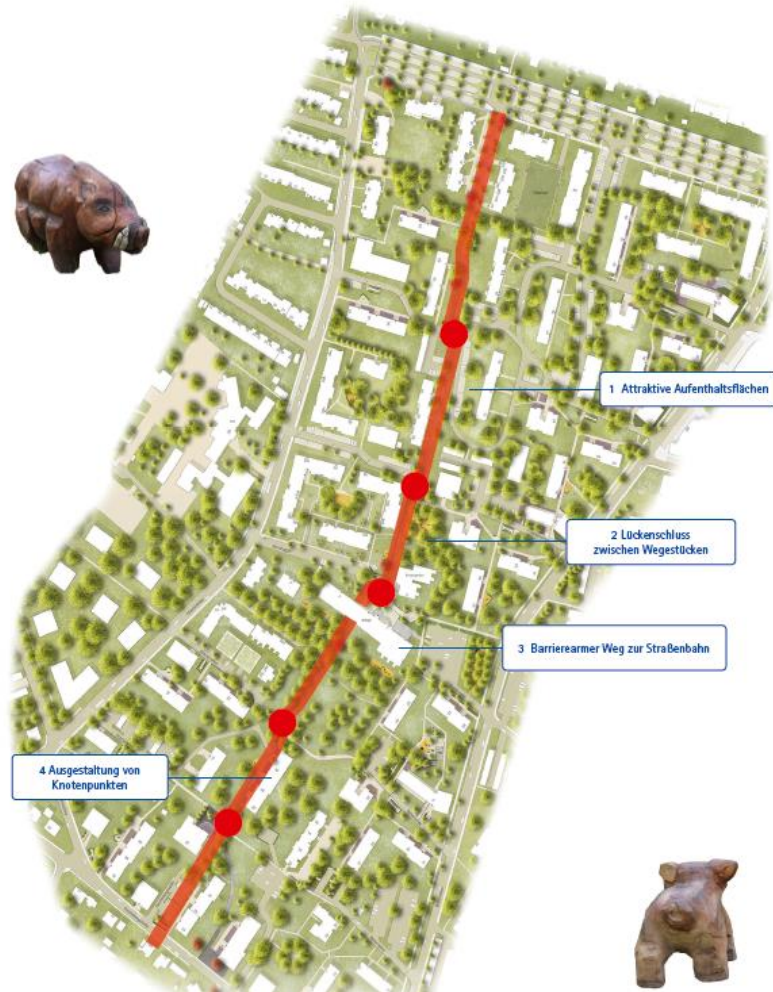 1 Attraktive Aufenthaltsflächen
2 Lückenschluss
zwischen Wegestücken
3 Barrierearmer Weg zur Straßenbahn
4 Ausgestaltung von
Knotenpunkten